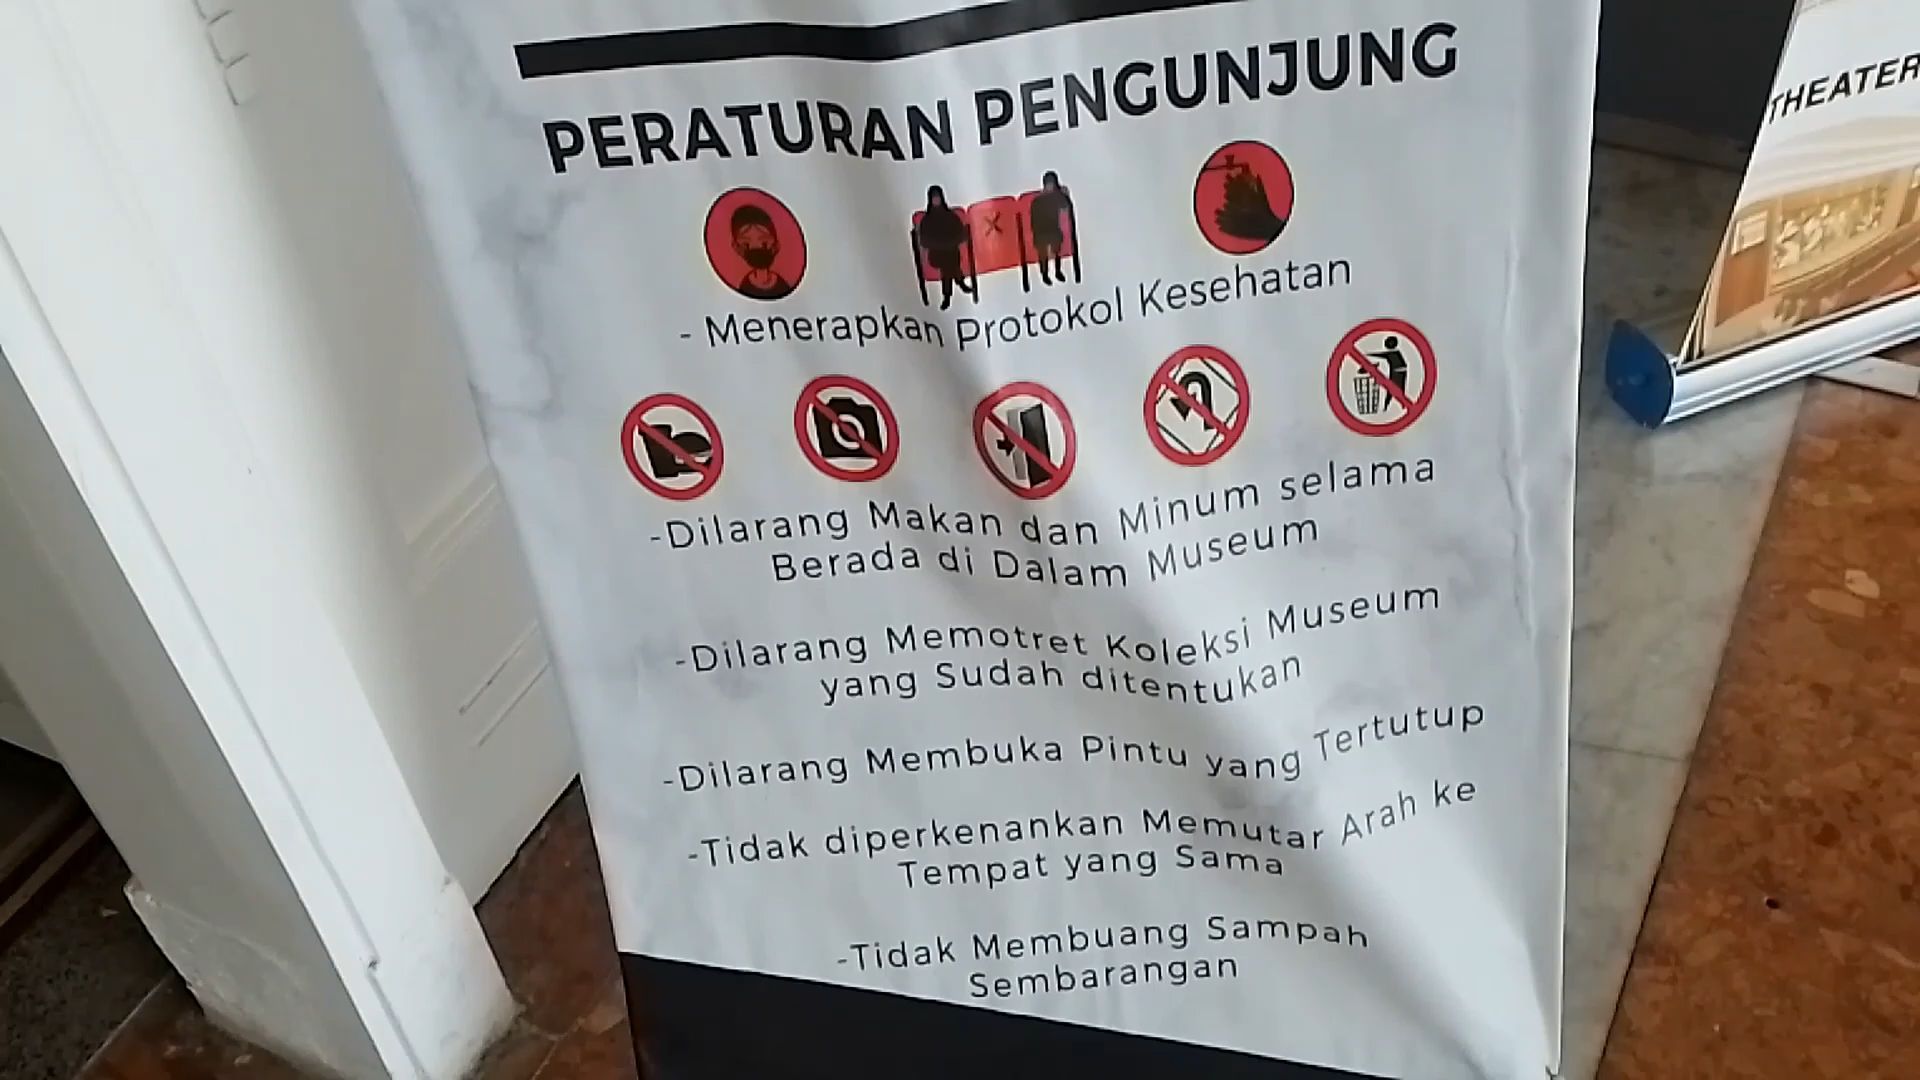 PERATURAN PENGUNJUNG
- Menerapkan Protokol Kesehatan
-Dilarang Makan dan Minum selama
Berada di Dalam Museum
-Dilarang Memotret Koleksi Museum
yang Sudah ditentukan
-Dilarang Membuka Pintu yang Tertutup
-Tidak diperkenankan Memutar Arah ke
Tempat yang Sama
-Tidak Membuang Sampah
Sembarangan
THEATER